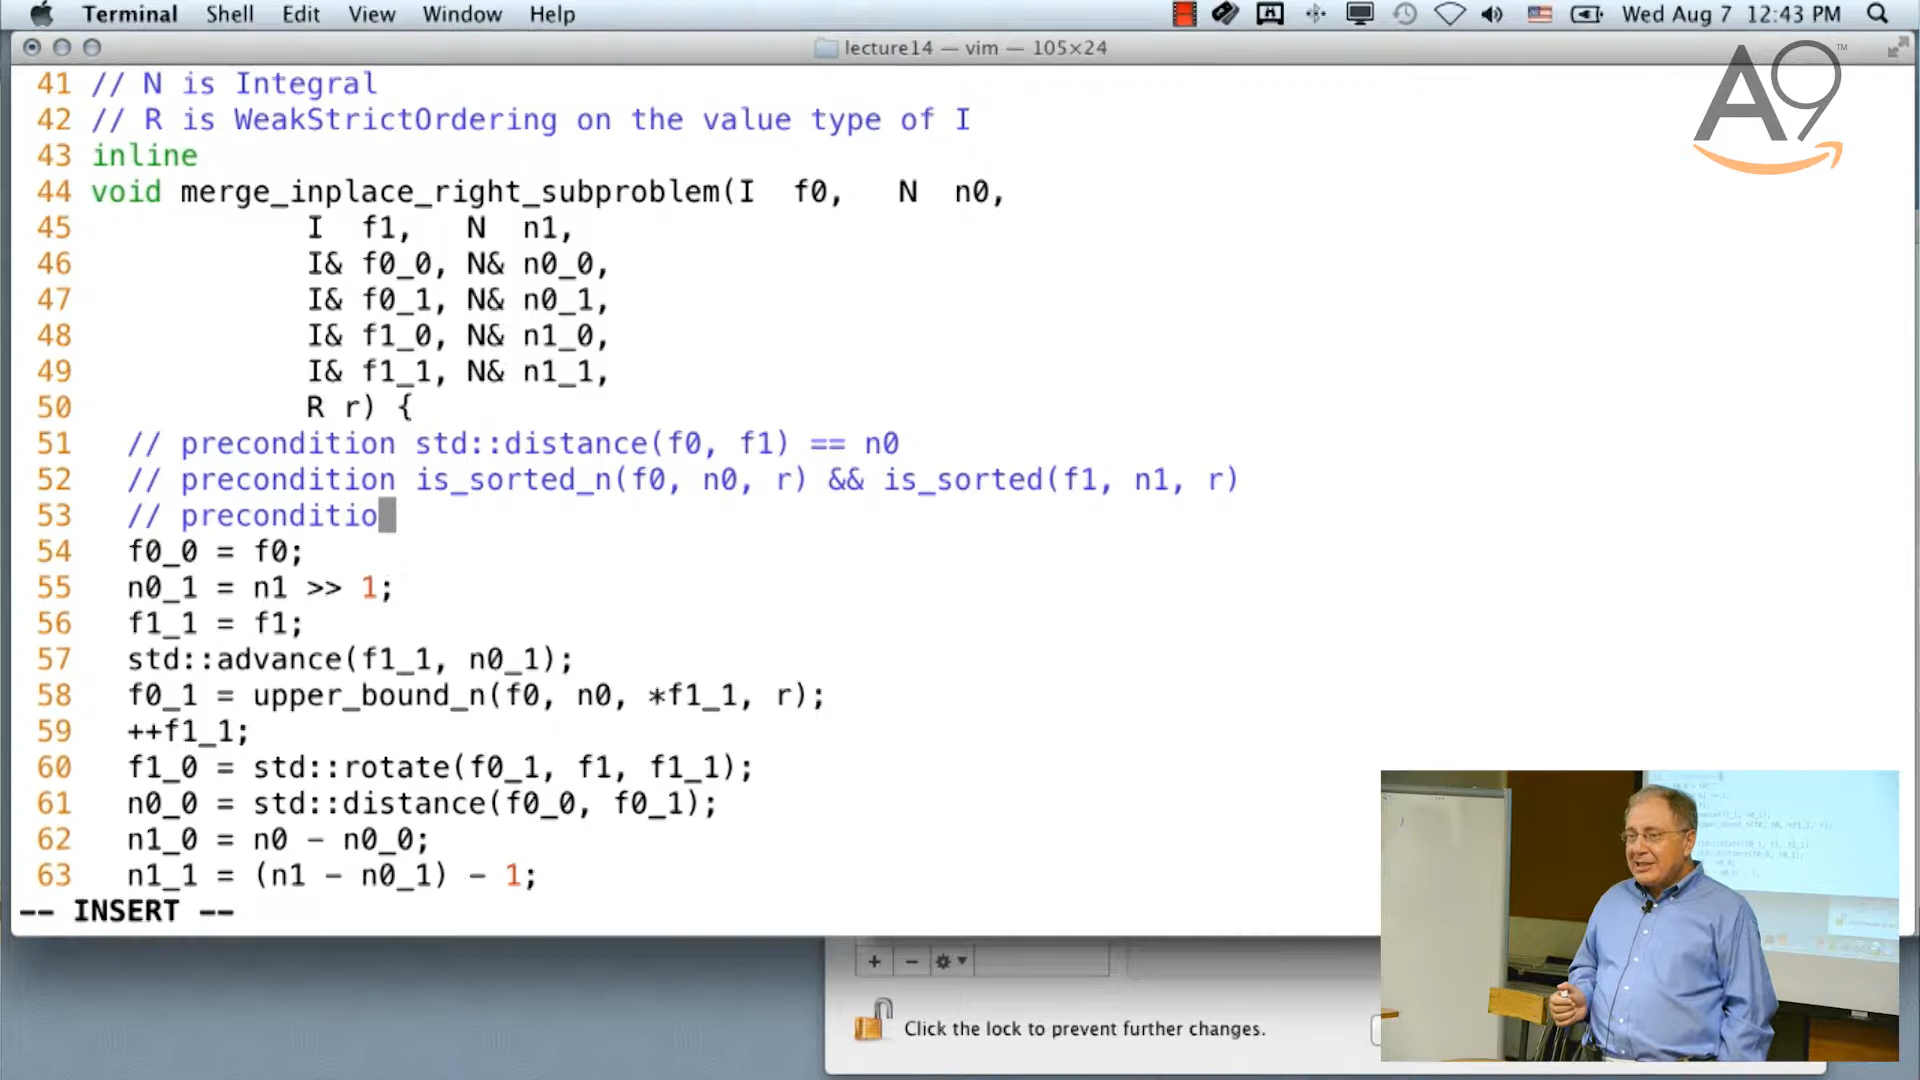 Terminal Shell Edit View Window Help Wed Aug 7 12:43 PM
lecture14 — vim — 105×24
A9™
41 // N is Integral
42 // R is WeakStrictOrdering on the value type of I
43 inline
44 void merge_inplace_right_subproblem(I f0, N n0,
45 I f1, N n1,
46 I& f0_0, N& n0_0,
47 I& f0_1, N& n0_1,
48 I& f1_0, N& n1_0,
49 I& f1_1, N& n1_1,
50 R r) {
51 // precondition std::distance(f0, f1) == n0
52 // precondition is_sorted_n(f0, n0, r) && is_sorted(f1, n1, r)
53 // preconditio
54 f0_0 = f0;
55 n0_1 = n1 >> 1;
56 f1_1 = f1;
57 std::advance(f1_1, n0_1);
58 f0_1 = upper_bound_n(f0, n0, *f1_1, r);
59 ++f1_1;
60 f1_0 = std::rotate(f0_1, f1, f1_1);
61 n0_0 = std::distance(f0_0, f0_1);
62 n1_0 = n0 - n0_0;
63 n1_1 = (n1 - n0_1) - 1;
-- INSERT --
Click the lock to prevent further changes.